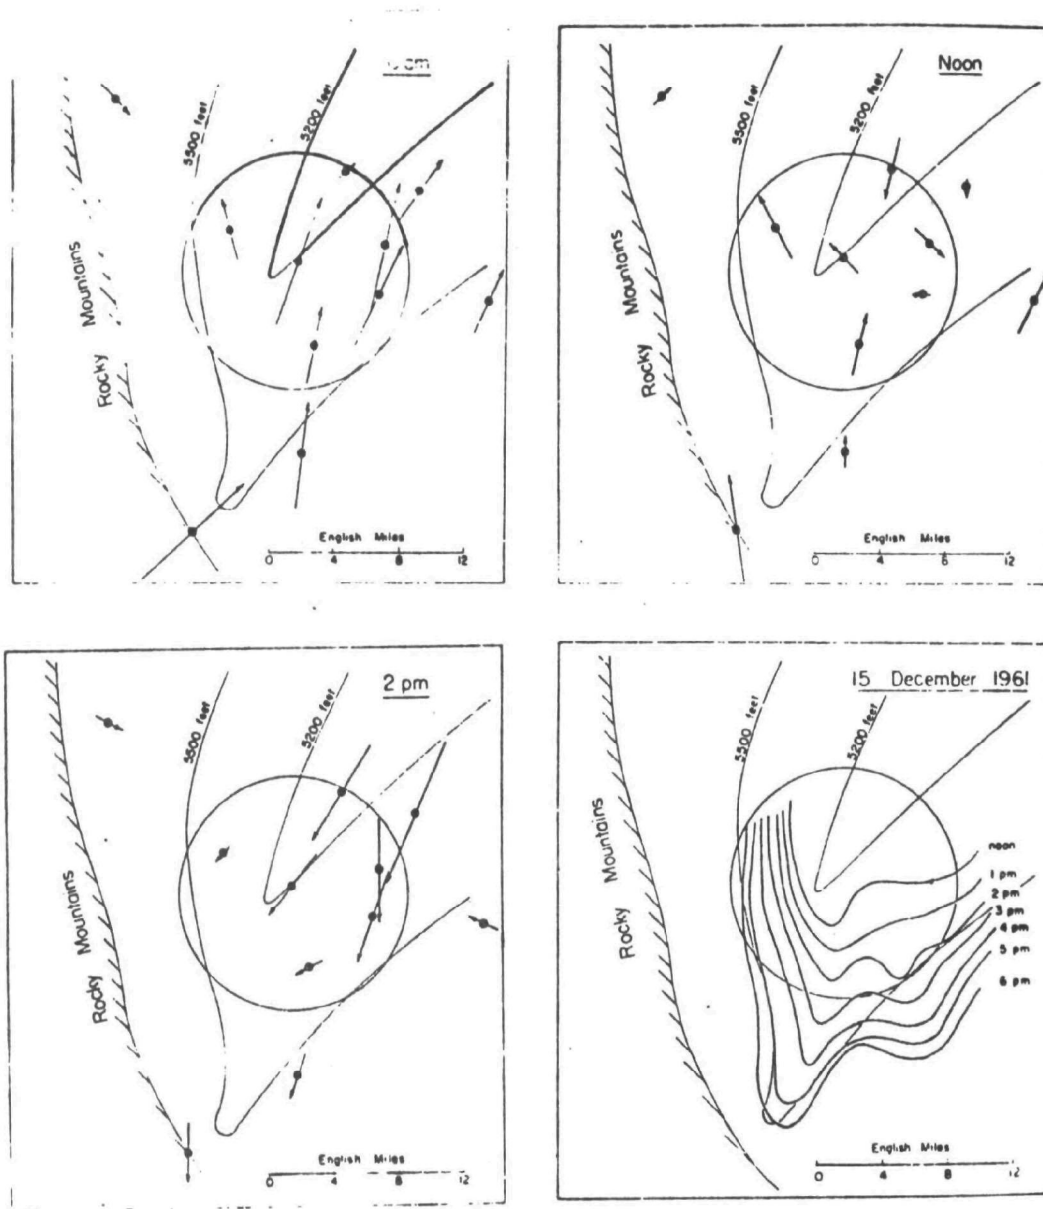 am
5500 feet
5200 feet
Rocky Mountains
English Miles
0 4 8 12
Noon
5500 feet
5200 feet
Rocky Mountains
English Miles
0 4 6 12
2 pm
5500 feet
5200 feet
Rocky Mountains
English Miles
0 4 8 12
15 December 1961
5500 feet
5200 feet
Rocky Mountains
noon
1 pm
2 pm
3 pm
4 pm
5 pm
6 pm
English Miles
0 4 8 12